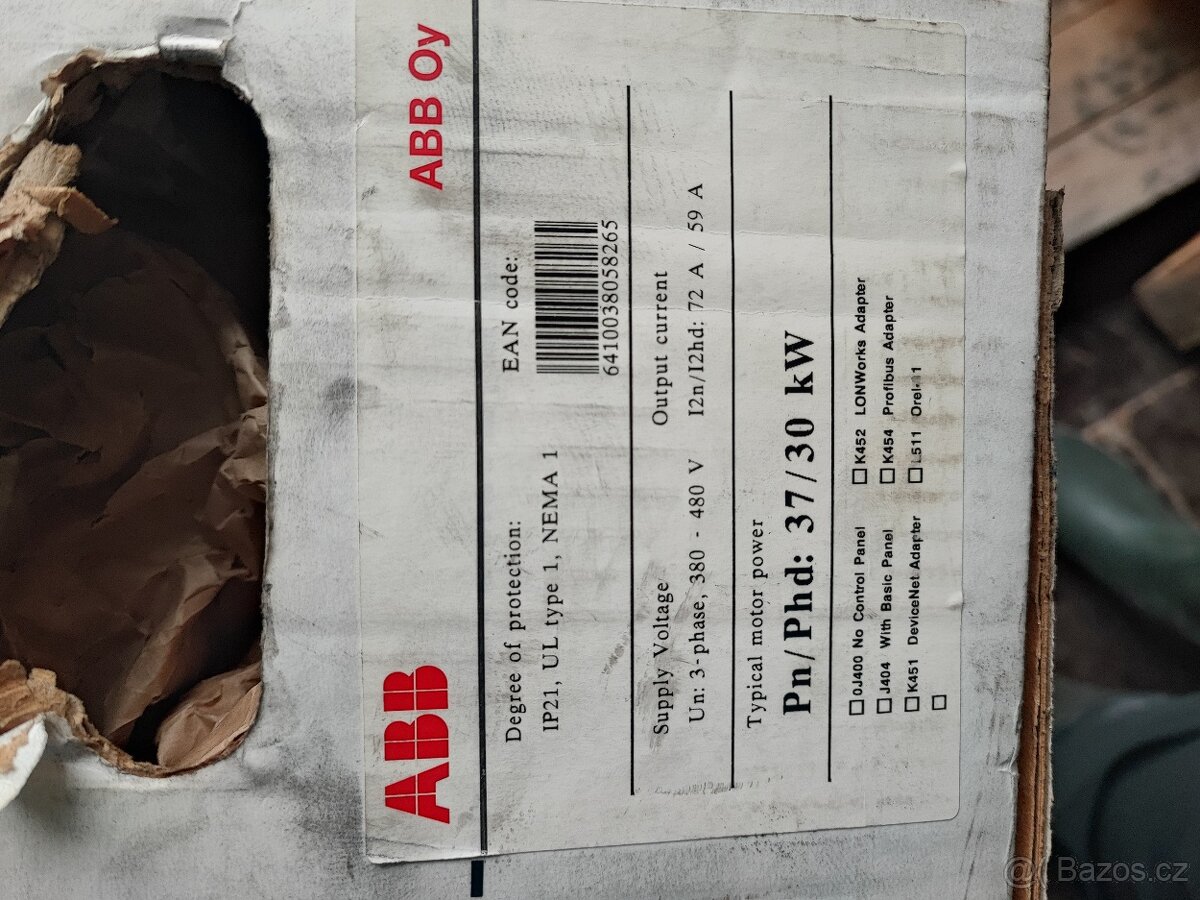 ABB
ABB Oy
Degree of protection:
IP21, UL type 1, NEMA 1
EAN code:
6410038058265
Supply Voltage
Un: 3-phase, 380 - 480 V
Output current
I2n/I2hd: 72 A / 59 A
Typical motor power
Pn/Phd: 37/30 kW
0J400 No Control Panel
J404 With Basic Panel
K451 DeviceNet Adapter
K452 LONWorks Adapter
K454 Profibus Adapter
L511
Bazos.cz